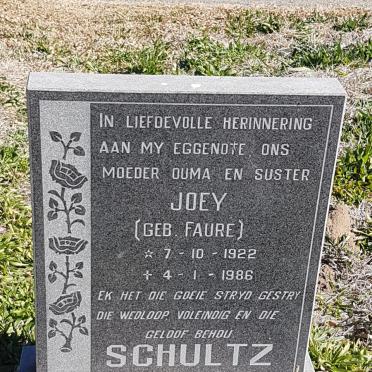 IN LIEFDEVOLLE HERINNERING
AAN MY EGGENOTE ONS
MOEDER OUMA EN SUSTER
JOEY
(GEB. FAURE)
☆ 7-10-1922
✝ 4-1-1986
EK HET DIE GOEIE STRYD GESTRY
DIE WEDLOOP VOLEINDIG EN DIE
GELOOF BEHOU
SCHULTZ